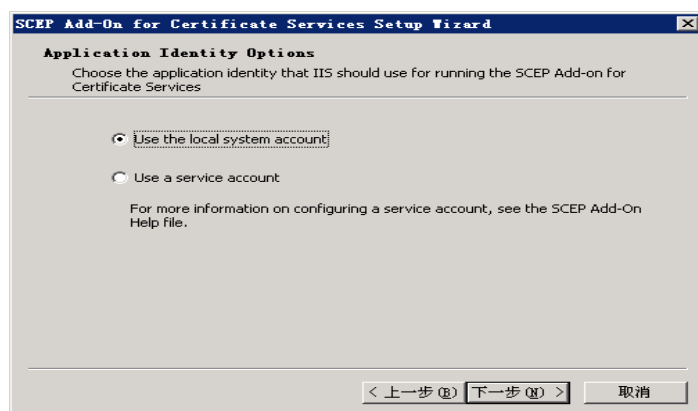 SCEP Add-On for Certificate Services Setup Wizard
Application Identity Options
Choose the application identity that IIS should use for running the SCEP Add-on for
Certificate Services
Use the local system account
Use a service account
For more information on configuring a service account, see the SCEP Add-On
Help file.
< 上一步(B) 下一步(N) > 取消